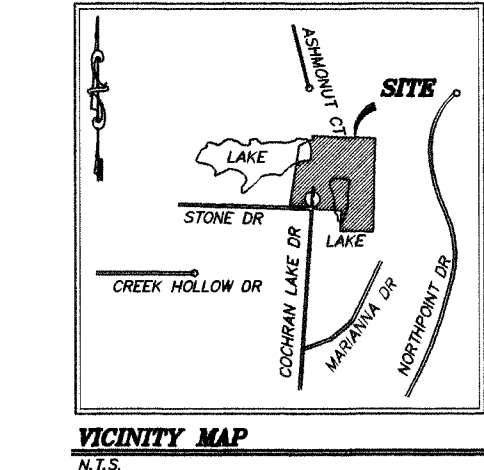 ASHMONUT CT
SITE
LAKE
STONE DR
LAKE
CREEK HOLLOW DR
COCHRAN LAKE DR
MARIANNA DR
NORTHPOINT DR
VICINITY MAP
N.T.S.